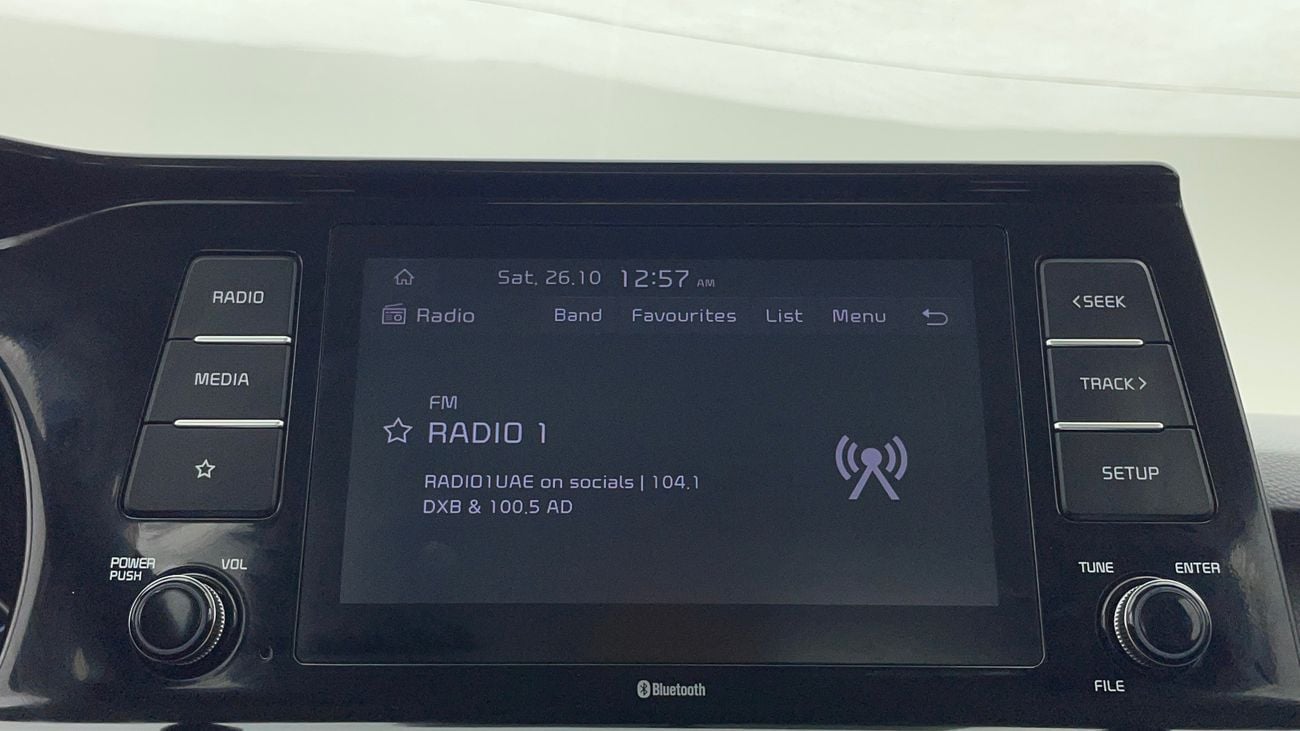 Sat, 26.10 12:57 AM
Radio Band Favourites List Menu
FM
RADIO 1
RADIO1UAE on socials | 104.1
DXB & 100.5 AD
RADIO
MEDIA
POWER
PUSH
VOL
<SEEK
TRACK>
SETUP
TUNE
ENTER
FILE
Bluetooth